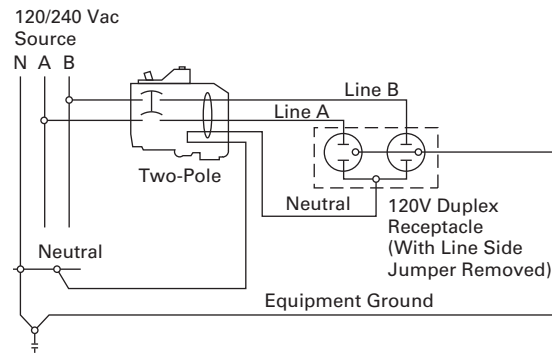 120/240 Vac
Source
N A B
Line B
Line A
Two-Pole
Neutral
120V Duplex
Receptacle
(With Line Side
Jumper Removed)
Neutral
Equipment Ground